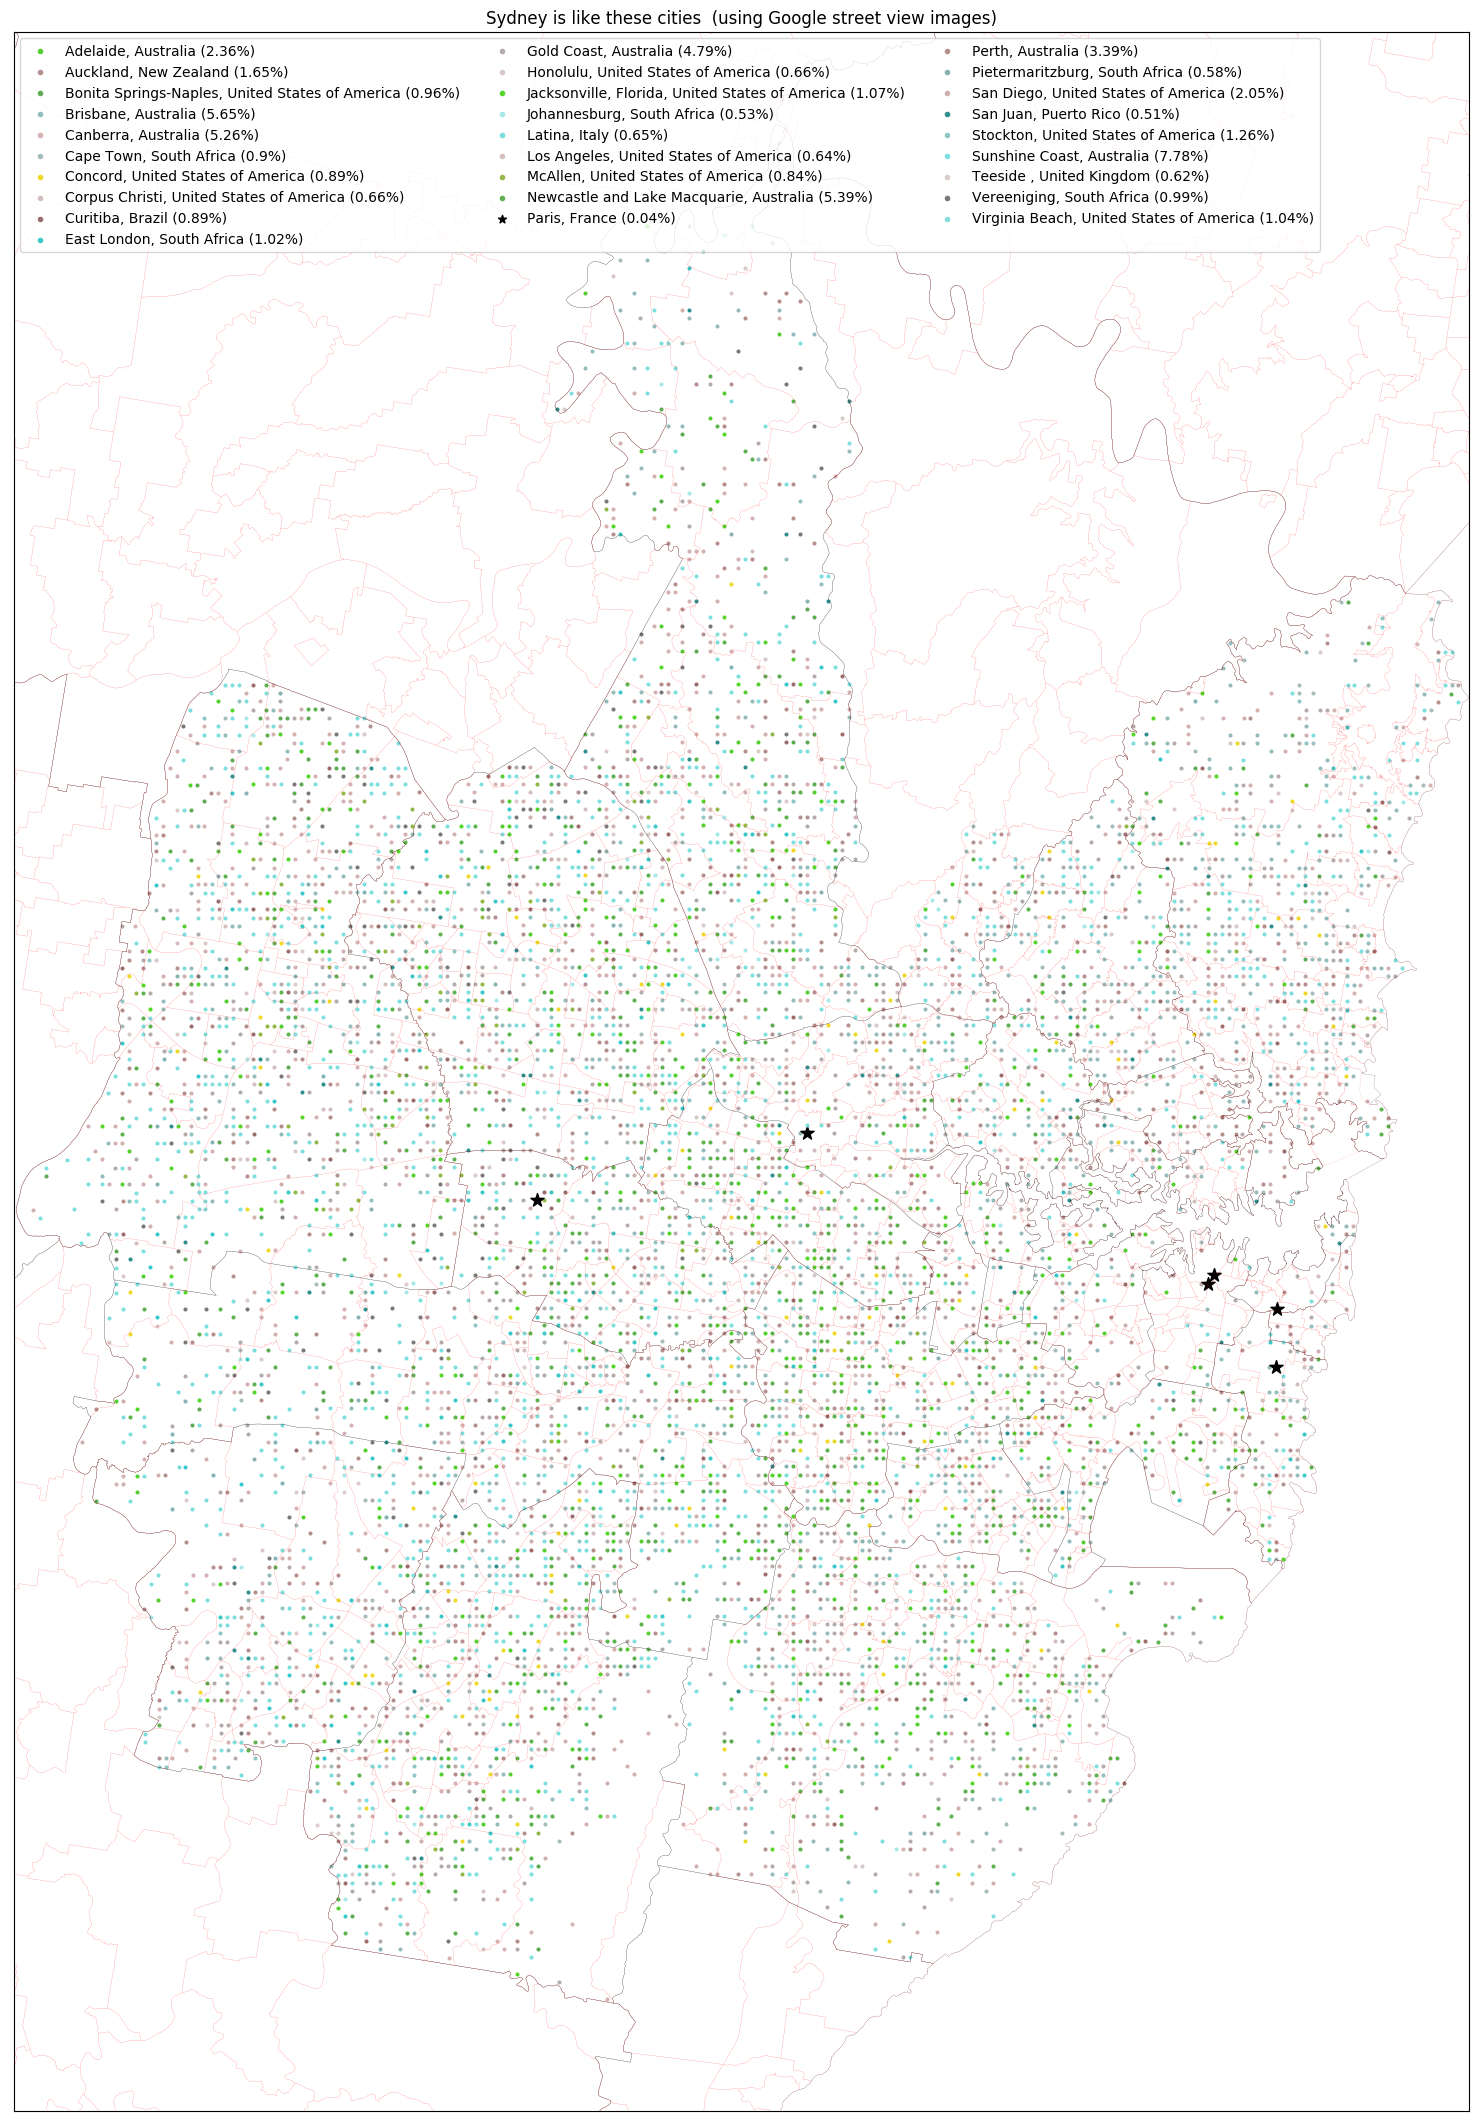 Sydney is like these cities  (using Google street view images)
Adelaide, Australia (2.36%)
Auckland, New Zealand (1.65%)
Bonita Springs-Naples, United States of America (0.96%)
Brisbane, Australia (5.65%)
Canberra, Australia (5.26%)
Cape Town, South Africa (0.9%)
Concord, United States of America (0.89%)
Corpus Christi, United States of America (0.66%)
Curitiba, Brazil (0.89%)
East London, South Africa (1.02%)
Gold Coast, Australia (4.79%)
Honolulu, United States of America (0.66%)
Jacksonville, Florida, United States of America (1.07%)
Johannesburg, South Africa (0.53%)
Latina, Italy (0.65%)
Los Angeles, United States of America (0.64%)
McAllen, United States of America (0.84%)
Newcastle and Lake Macquarie, Australia (5.39%)
Paris, France (0.04%)
Perth, Australia (3.39%)
Pietermaritzburg, South Africa (0.58%)
San Diego, United States of America (2.05%)
San Juan, Puerto Rico (0.51%)
Stockton, United States of America (1.26%)
Sunshine Coast, Australia (7.78%)
Teeside , United Kingdom (0.62%)
Vereeniging, South Africa (0.99%)
Virginia Beach, United States of America (1.04%)